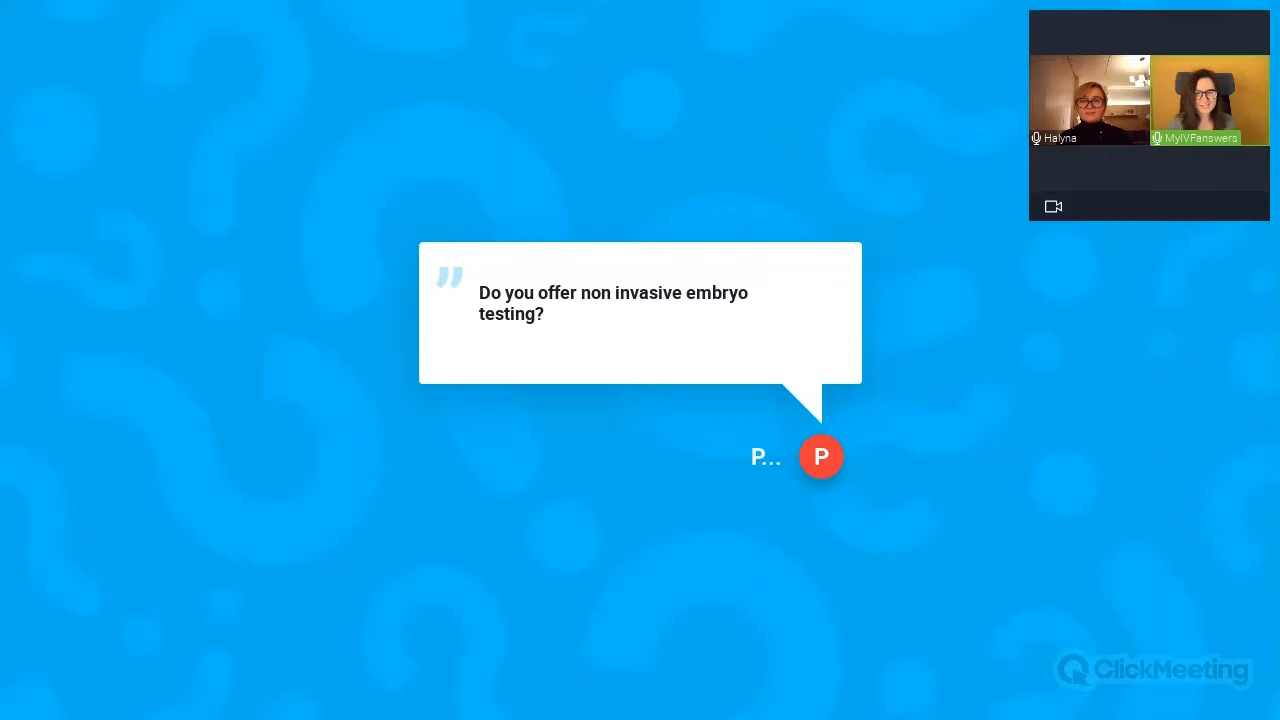 Halyna
MyIVFanswers
” Do you offer non invasive embryo
testing?
P... P
ClickMeeting